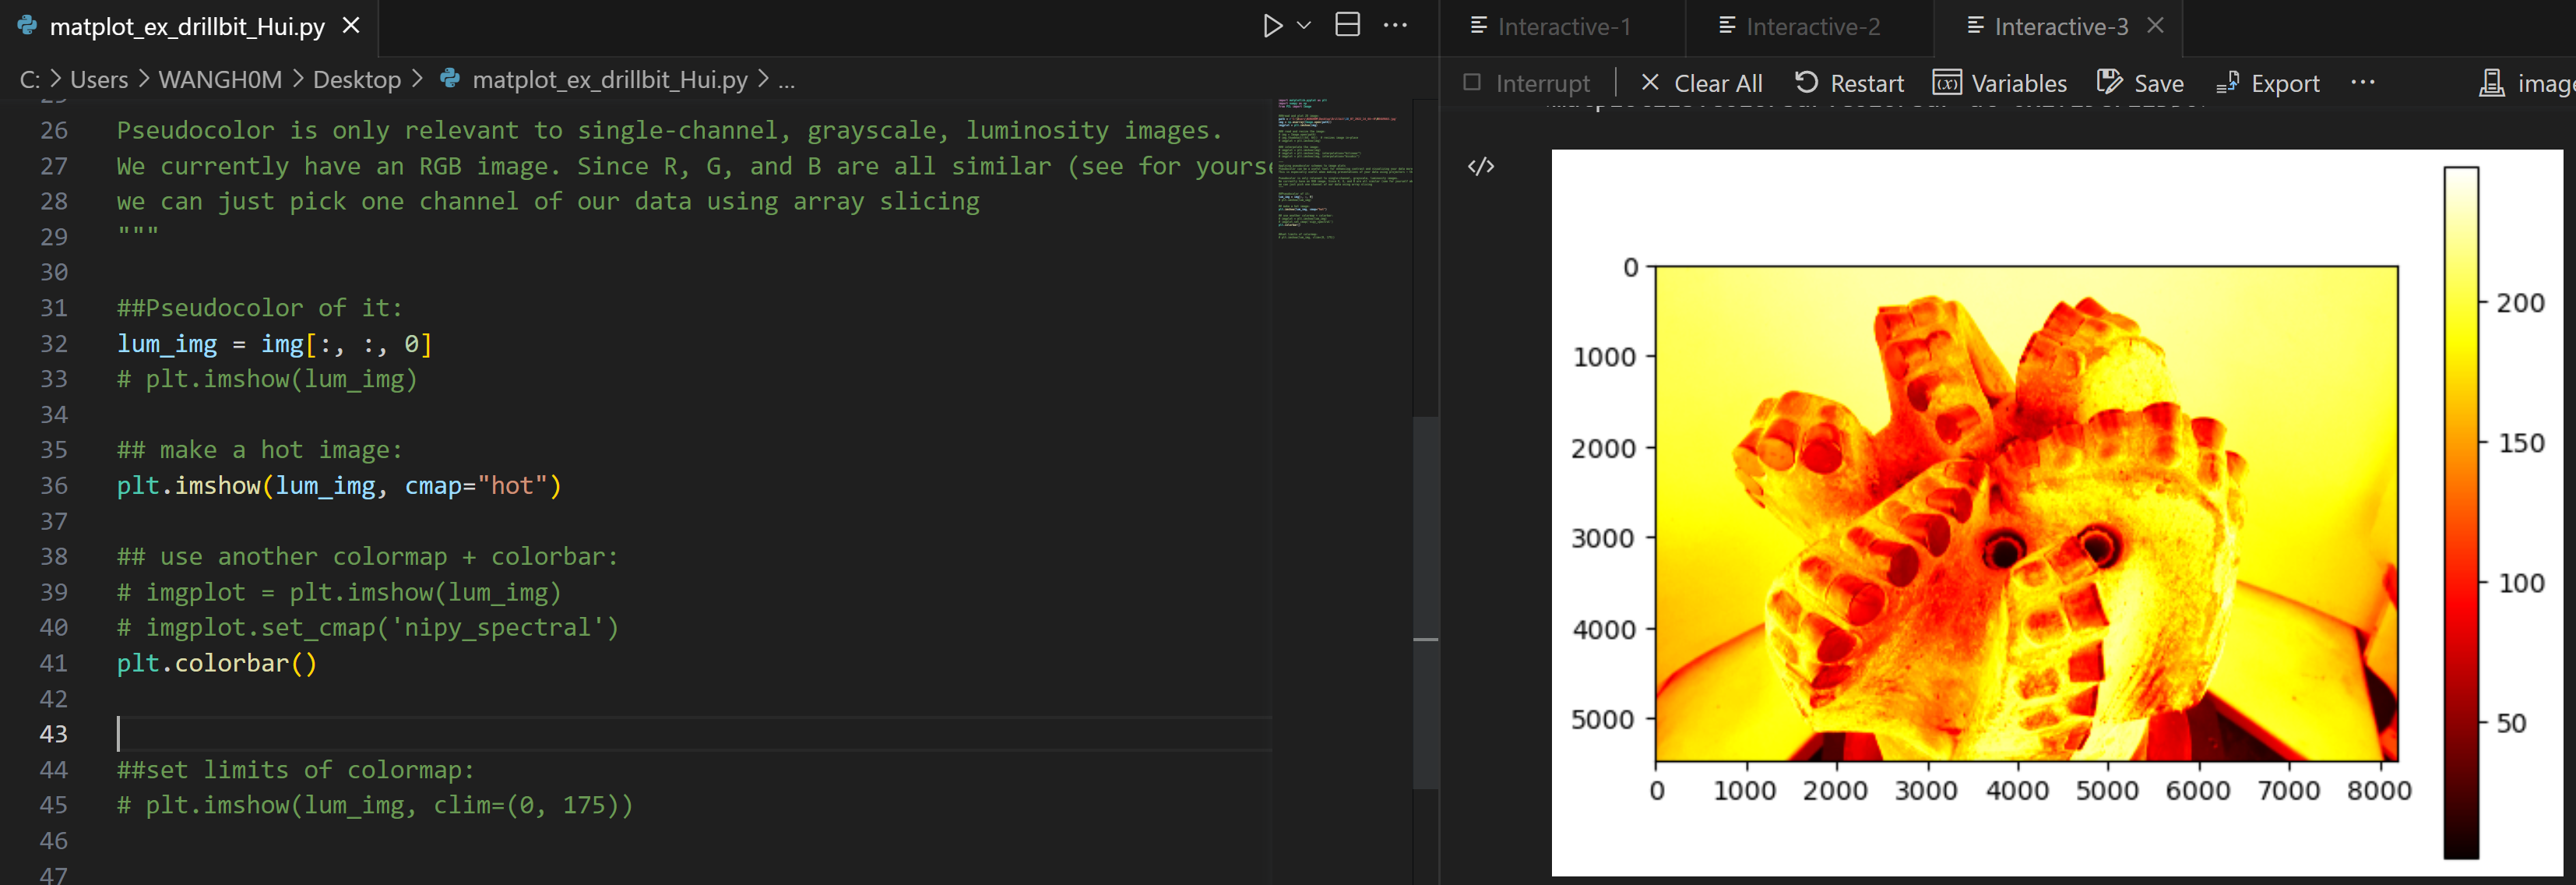 matplot_ex_drillbit_Hui.py
C: > Users > WANGH0M > Desktop > matplot_ex_drillbit_Hui.py > ...
26 Pseudocolor is only relevant to single-channel, grayscale, luminosity images.
27 We currently have an RGB image. Since R, G, and B are all similar (see for yourse
28 we can just pick one channel of our data using array slicing
29 """
30
31 ##Pseudocolor of it:
32 lum_img = img[:, :, 0]
33 # plt.imshow(lum_img)
34
35 ## make a hot image:
36 plt.imshow(lum_img, cmap="hot")
37
38 ## use another colormap + colorbar:
39 # imgplot = plt.imshow(lum_img)
40 # imgplot.set_cmap('nipy_spectral')
41 plt.colorbar()
42
43
44 ##set limits of colormap:
45 # plt.imshow(lum_img, clim=(0, 175))
46
47
Interactive-1 Interactive-2 Interactive-3
Interrupt Clear All Restart Variables Save Export ... image
0
1000
2000
3000
4000
5000
0 1000 2000 3000 4000 5000 6000 7000 8000
200
150
100
50